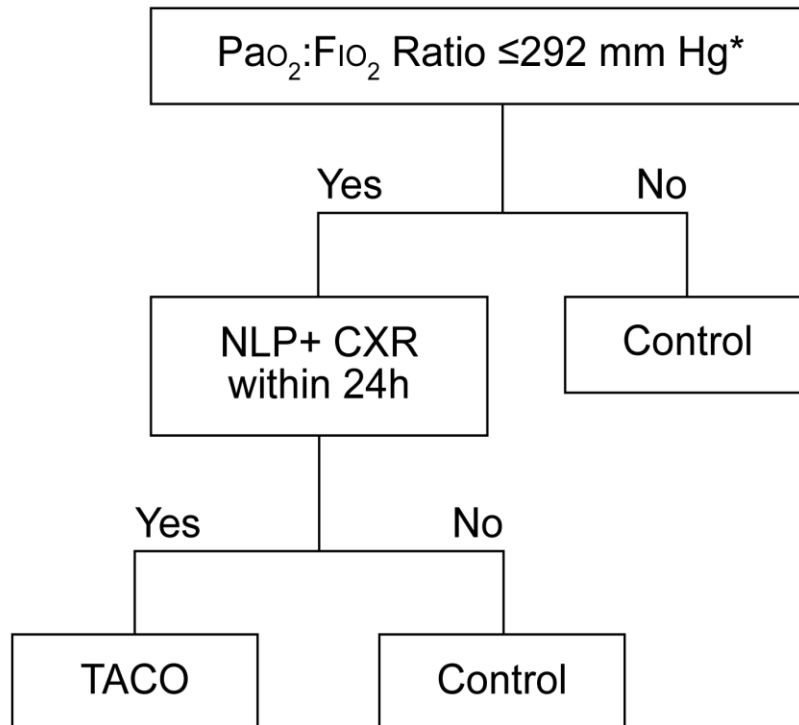 PaO₂:FIO₂ Ratio ≤292 mm Hg*
Yes
No
NLP+ CXR
within 24h
Control
Yes
No
TACO
Control